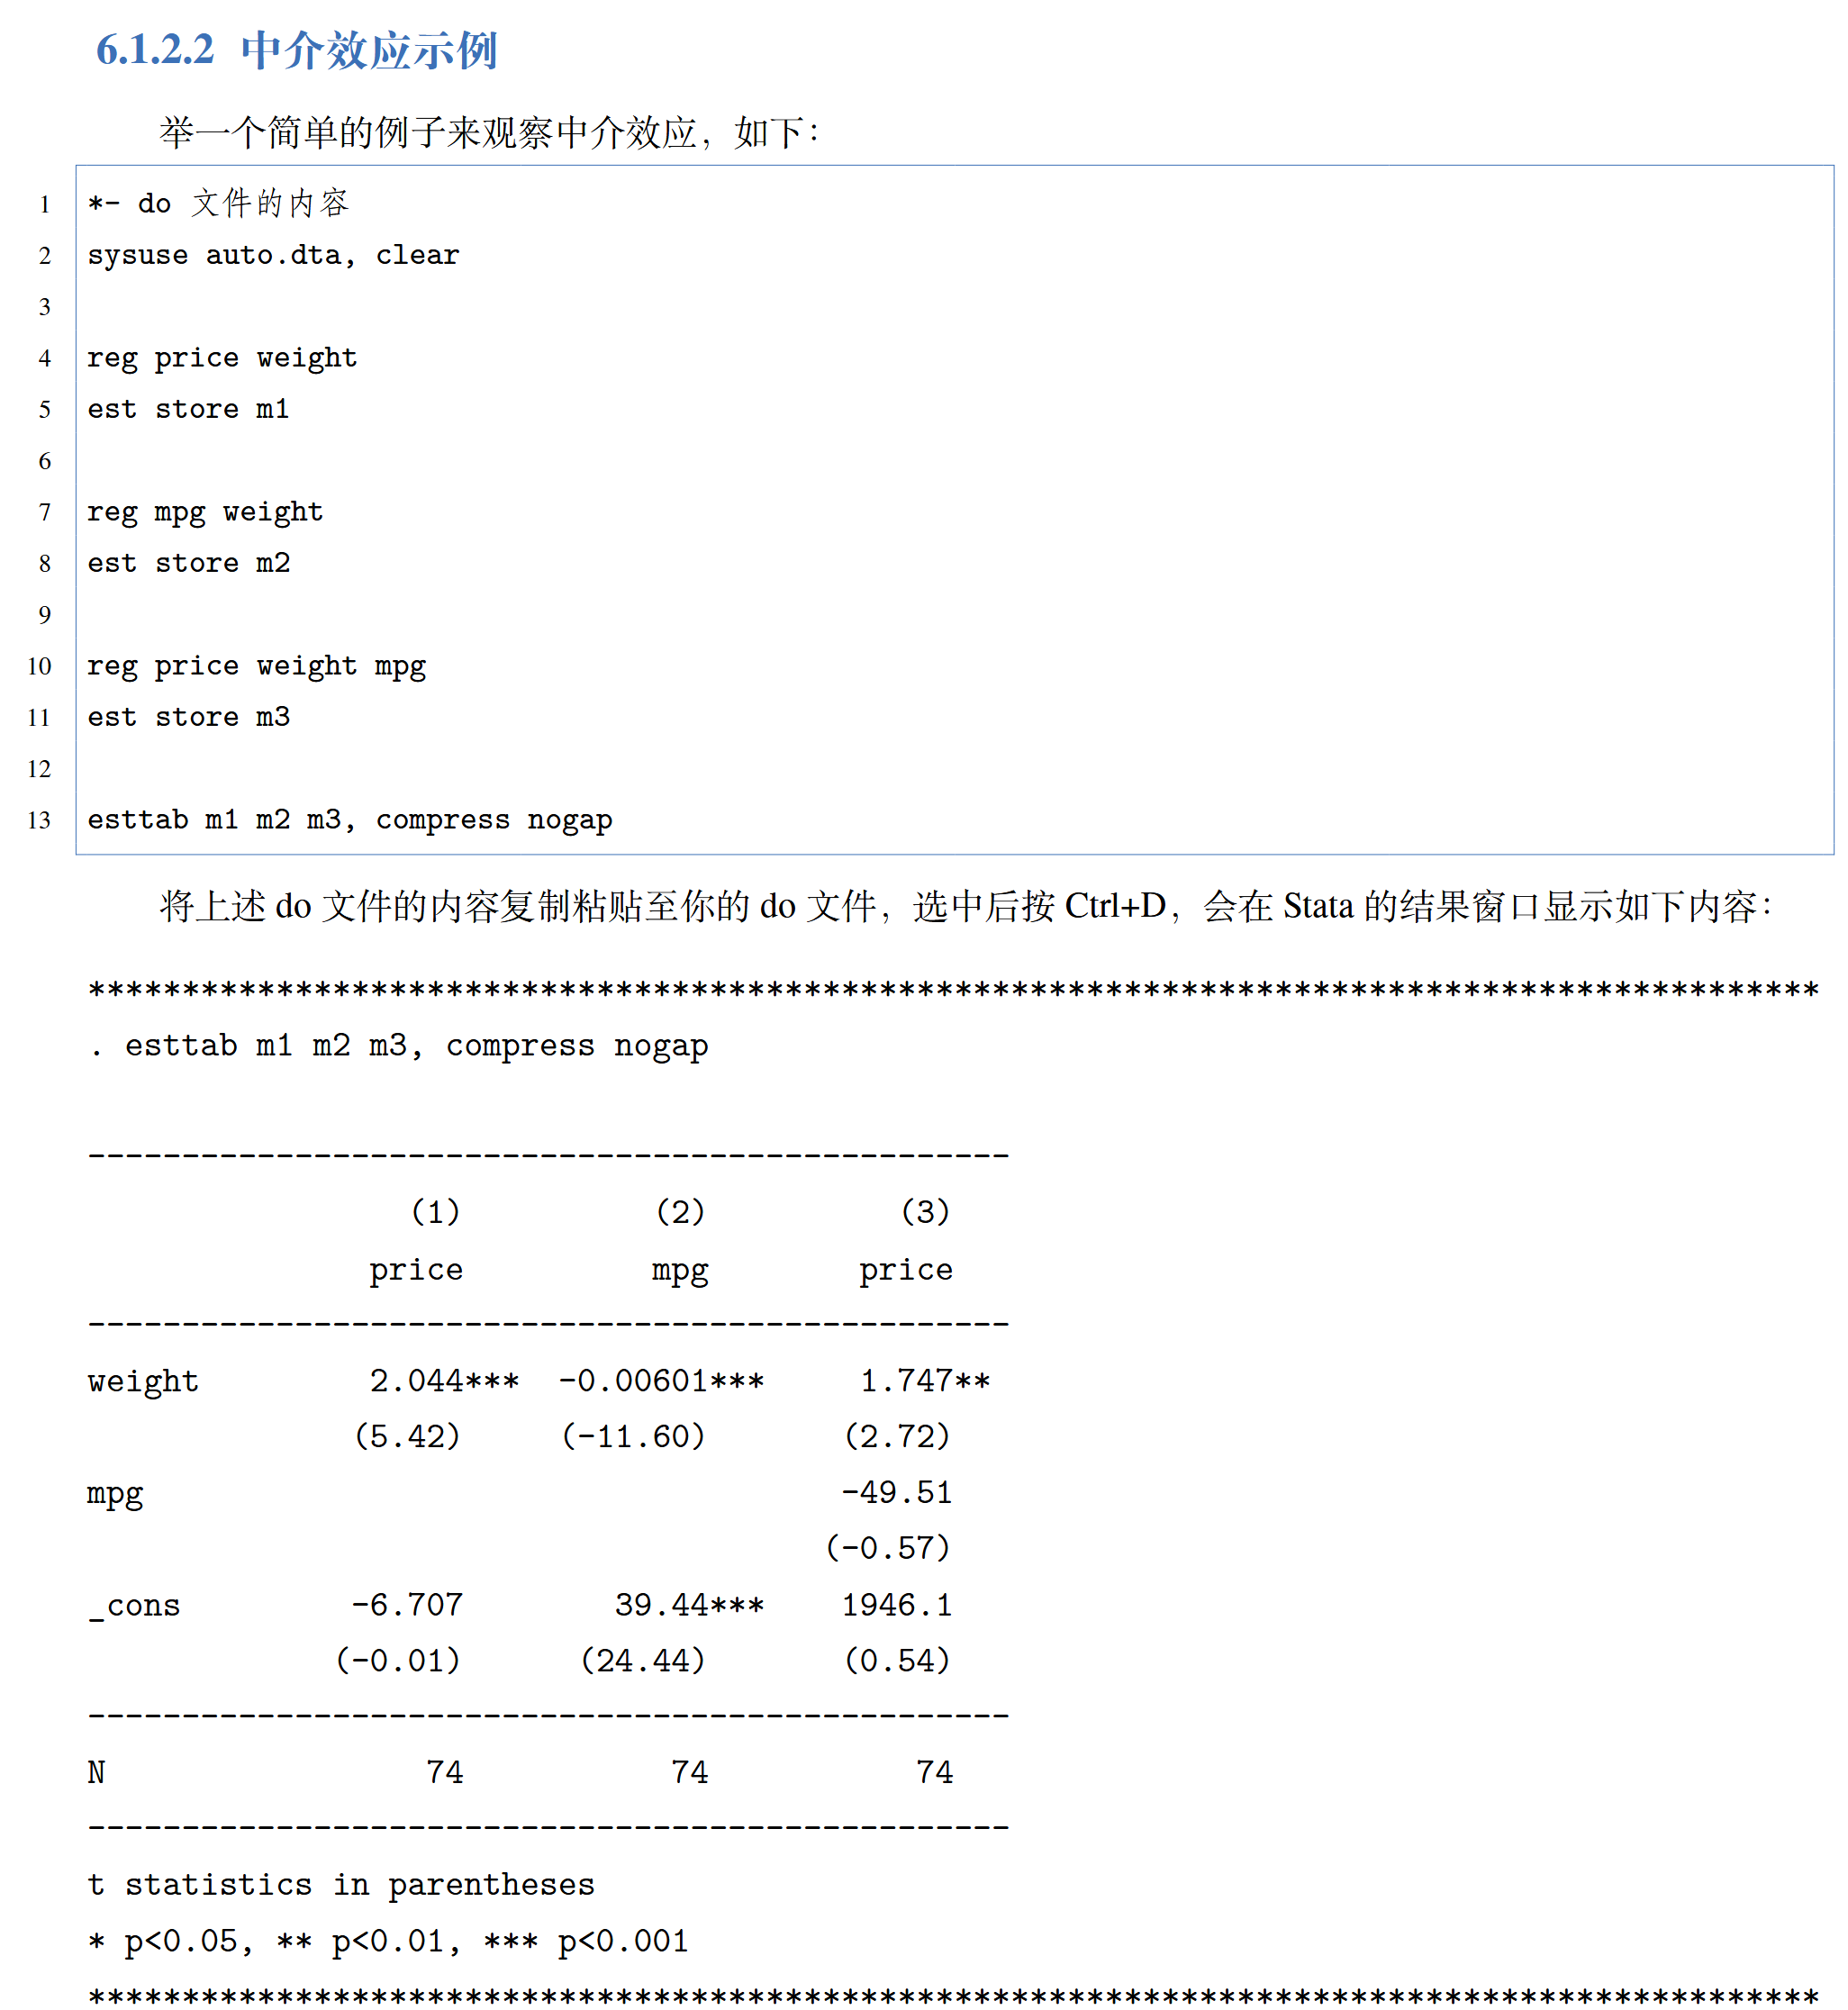 6.1.2.2 中介效应示例
举一个简单的例子来观察中介效应，如下：
1 *- do 文件的内容
2 sysuse auto.dta, clear
3
4 reg price weight
5 est store m1
6
7 reg mpg weight
8 est store m2
9
10 reg price weight mpg
11 est store m3
12
13 esttab m1 m2 m3, compress nogap
将上述 do 文件的内容复制粘贴至你的 do 文件，选中后按 Ctrl+D，会在 Stata 的结果窗口显示如下内容：
********************************************************************************************
. esttab m1 m2 m3, compress nogap
-------------------------------------------------
(1) (2) (3)
price mpg price
-------------------------------------------------
weight 2.044*** -0.00601*** 1.747**
(5.42) (-11.60) (2.72)
mpg -49.51
(-0.57)
_cons -6.707 39.44*** 1946.1
(-0.01) (24.44) (0.54)
-------------------------------------------------
N 74 74 74
-------------------------------------------------
t statistics in parentheses
* p<0.05, ** p<0.01, *** p<0.001
********************************************************************************************